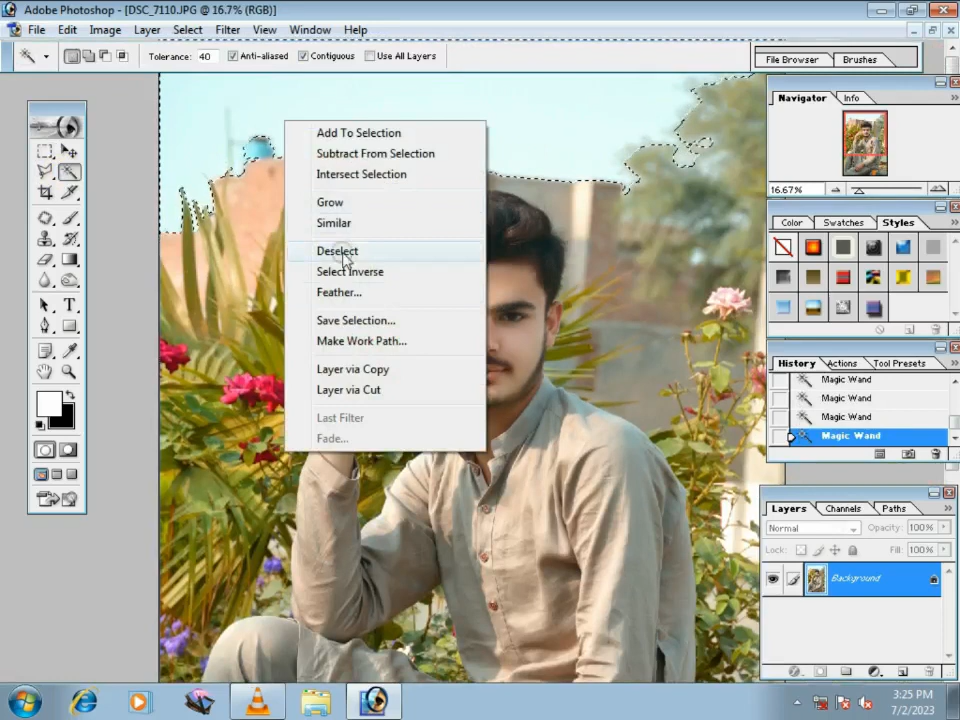 Adobe Photoshop - [DSC_7110.JPG @ 16.7% (RGB)]
File Edit Image Layer Select Filter View Window Help
Tolerance: 40 Anti-aliased Contiguous Use All Layers
File Browser Brushes
Navigator Info
16.67%
Color Swatches Styles
Add To Selection
Subtract From Selection
Intersect Selection
Grow
Similar
Deselect
Select Inverse
Feather...
Save Selection...
Make Work Path...
Layer via Copy
Layer via Cut
Last Filter
Fade...
History Actions Tool Presets
Magic Wand
Magic Wand
Magic Wand
Magic Wand
Layers Channels Paths
Normal Opacity: 100%
Lock: Fill: 100%
Background
3:25 PM
7/2/2023